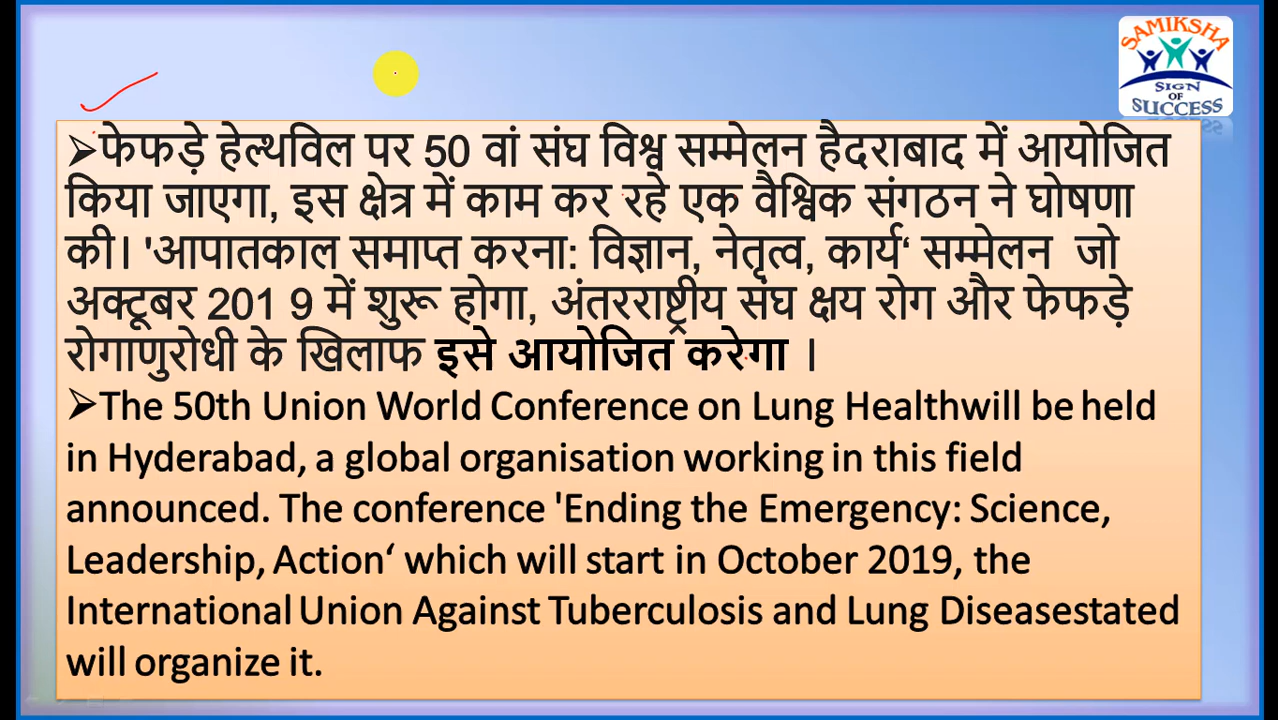 SAMIKSHA
SIGN
OF
SUCCESS
➢फेफड़े हेल्थविल पर 50 वां संघ विश्व सम्मेलन हैदराबाद में आयोजित
किया जाएगा, इस क्षेत्र में काम कर रहे एक वैश्विक संगठन ने घोषणा
की। 'आपातकाल समाप्त करना: विज्ञान, नेतृत्व, कार्य‘ सम्मेलन  जो
अक्टूबर 201 9 में शुरू होगा, अंतरराष्ट्रीय संघ क्षय रोग और फेफड़े
रोगाणुरोधी के खिलाफ इसे आयोजित करेगा ।
➢The 50th Union World Conference on Lung Healthwill be held
in Hyderabad, a global organisation working in this field
announced. The conference 'Ending the Emergency: Science,
Leadership, Action‘ which will start in October 2019, the
International Union Against Tuberculosis and Lung Diseasestated
will organize it.